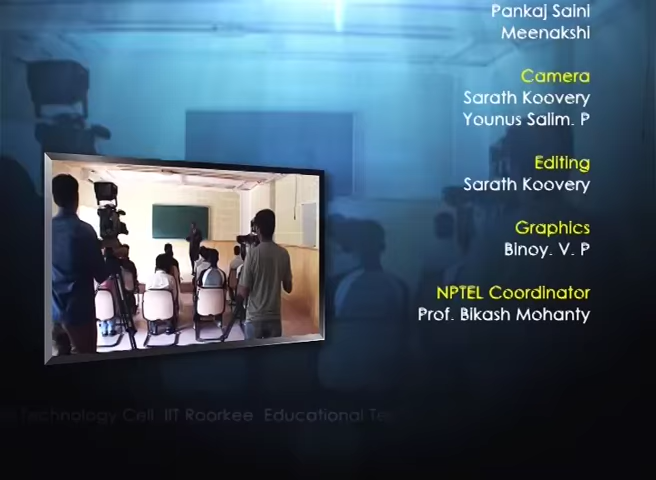 Pankaj Saini
Meenakshi
Camera
Sarath Koovery
Younus Salim. P
Editing
Sarath Koovery
Graphics
Binoy. V. P
NPTEL Coordinator
Prof. Bikash Mohanty
Technology Cell IIT Roorkee Educational